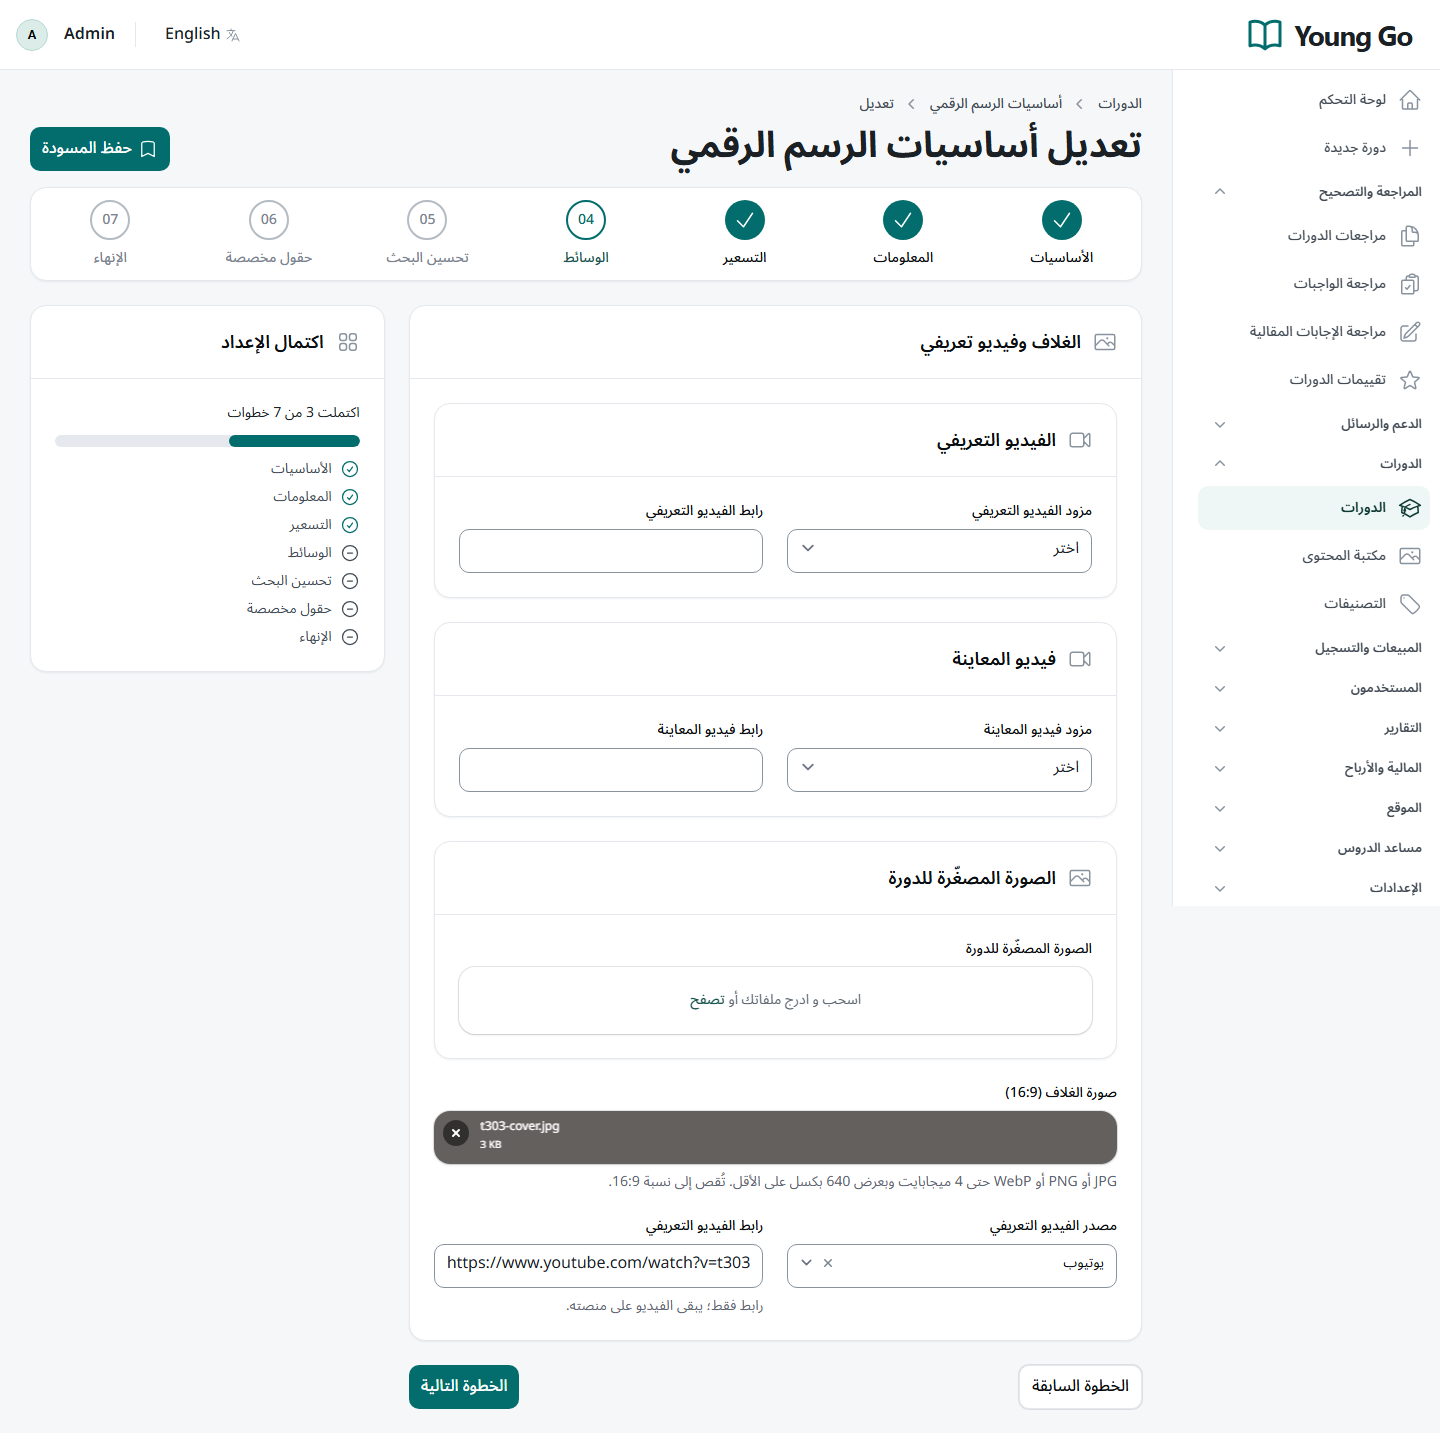 Young Go
English
Admin
A
لوحة التحكم
دورة جديدة
المراجعة والتصحيح
مراجعات الدورات
مراجعة الواجبات
مراجعة الإجابات المقالية
تقييمات الدورات
الدعم والرسائل
الدورات
الدورات
مكتبة المحتوى
التصنيفات
المبيعات والتسجيل
المستخدمون
التقارير
المالية والأرباح
الموقع
مساعد الدروس
الإعدادات
الدورات
أساسيات الرسم الرقمي
تعديل
تعديل أساسيات الرسم الرقمي
حفظ المسودة
الأساسيات
المعلومات
التسعير
04
الوسائط
05
تحسين البحث
06
حقول مخصصة
07
الإنهاء
الغلاف وفيديو تعريفي
الفيديو التعريفي
مزود الفيديو التعريفي
اختر
رابط الفيديو التعريفي
فيديو المعاينة
مزود فيديو المعاينة
اختر
رابط فيديو المعاينة
الصورة المصغّرة للدورة
الصورة المصغّرة للدورة
اسحب و ادرج ملفاتك أو تصفح
صورة الغلاف (16:9)
t303-cover.jpg
3 KB
JPG أو PNG أو WebP حتى 4 ميجابايت وبعرض 640 بكسل على الأقل. تُقص إلى نسبة 16:9.
مصدر الفيديو التعريفي
يوتيوب
رابط الفيديو التعريفي
https://www.youtube.com/watch?v=t303
رابط فقط؛ يبقى الفيديو على منصته.
الخطوة السابقة
الخطوة التالية
اكتمال الإعداد
اكتملت 3 من 7 خطوات
الأساسيات
المعلومات
التسعير
الوسائط
تحسين البحث
حقول مخصصة
الإنهاء